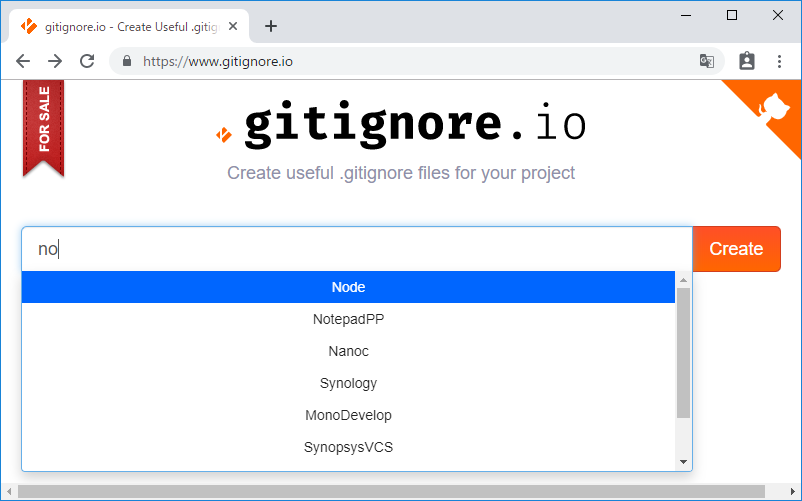 gitignore.io - Create Useful .gitig
https://www.gitignore.io
FOR SALE
gitignore.io
Create useful .gitignore files for your project
no
Create
Node
NotepadPP
Nanoc
Synology
MonoDevelop
SynopsysVCS